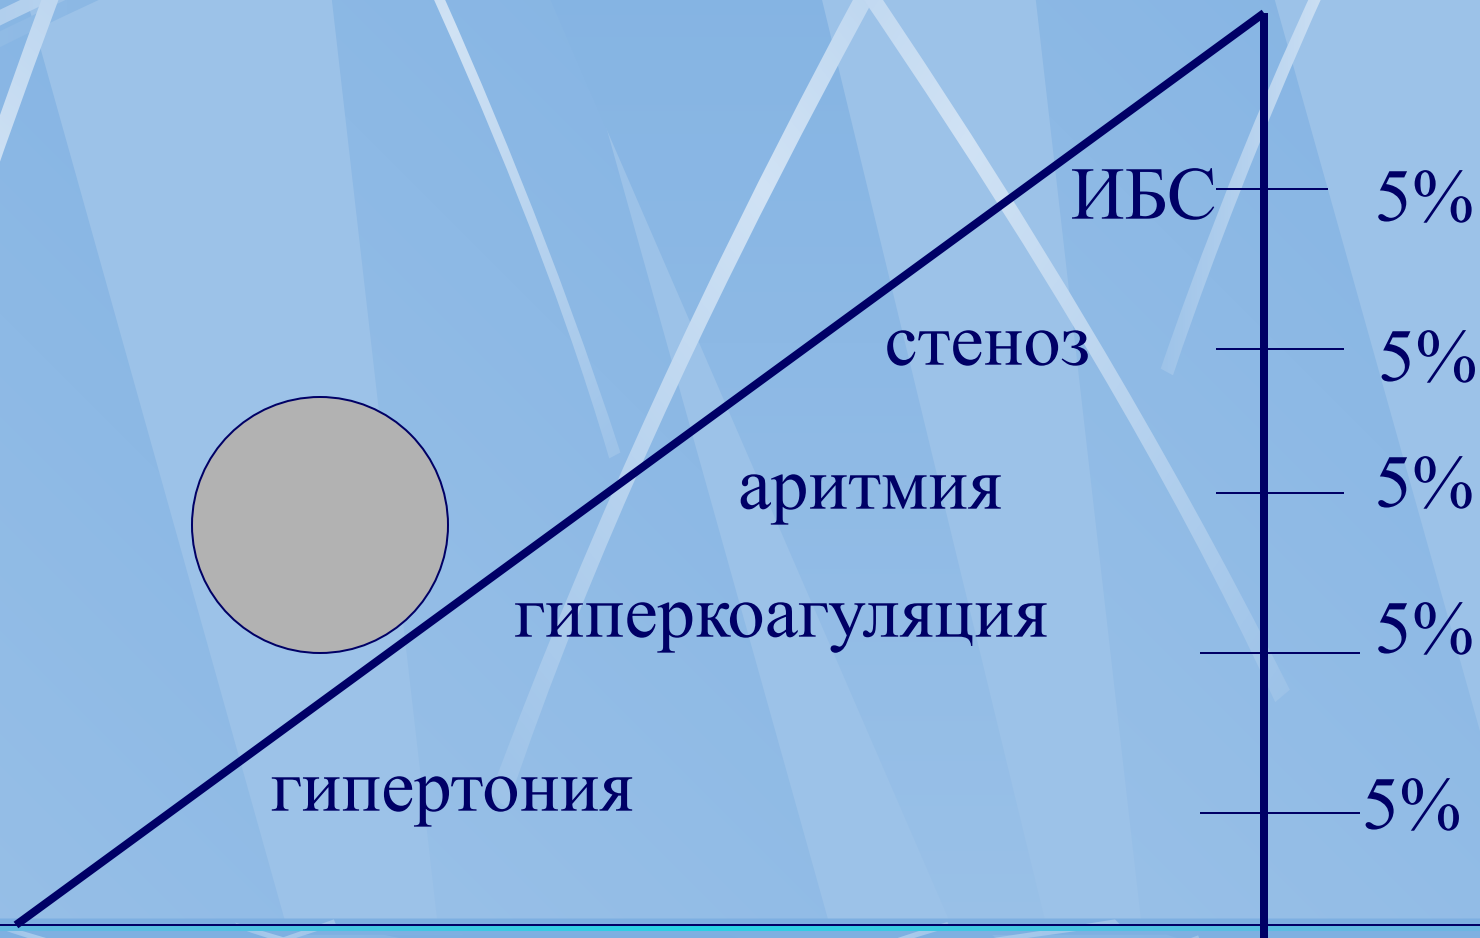 ИБС 5%
стеноз 5%
аритмия 5%
гиперкоагуляция 5%
гипертония 5%